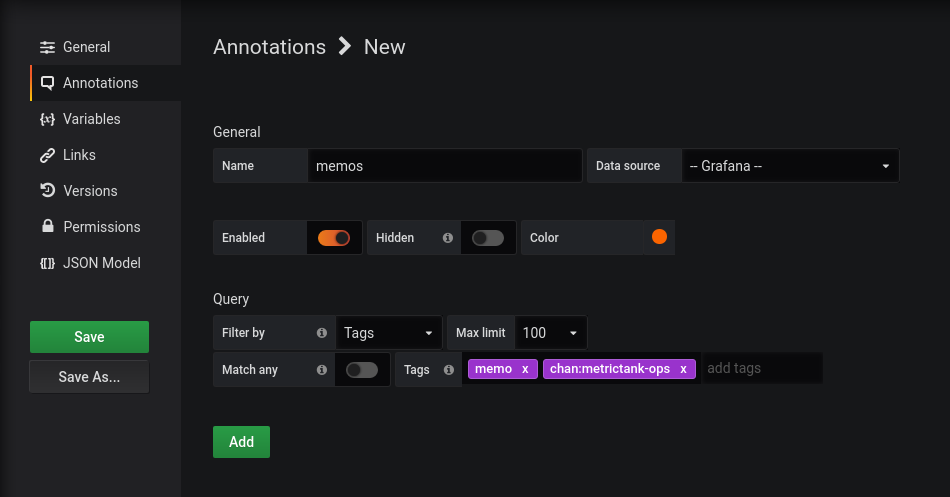 General
Annotations
Variables
Links
Versions
Permissions
JSON Model
Save
Save As...
Annotations > New
General
Name memos Data source -- Grafana --
Enabled Hidden Color
Query
Filter by Tags Max limit 100
Match any Tags memo x chan:metrictank-ops x add tags
Add